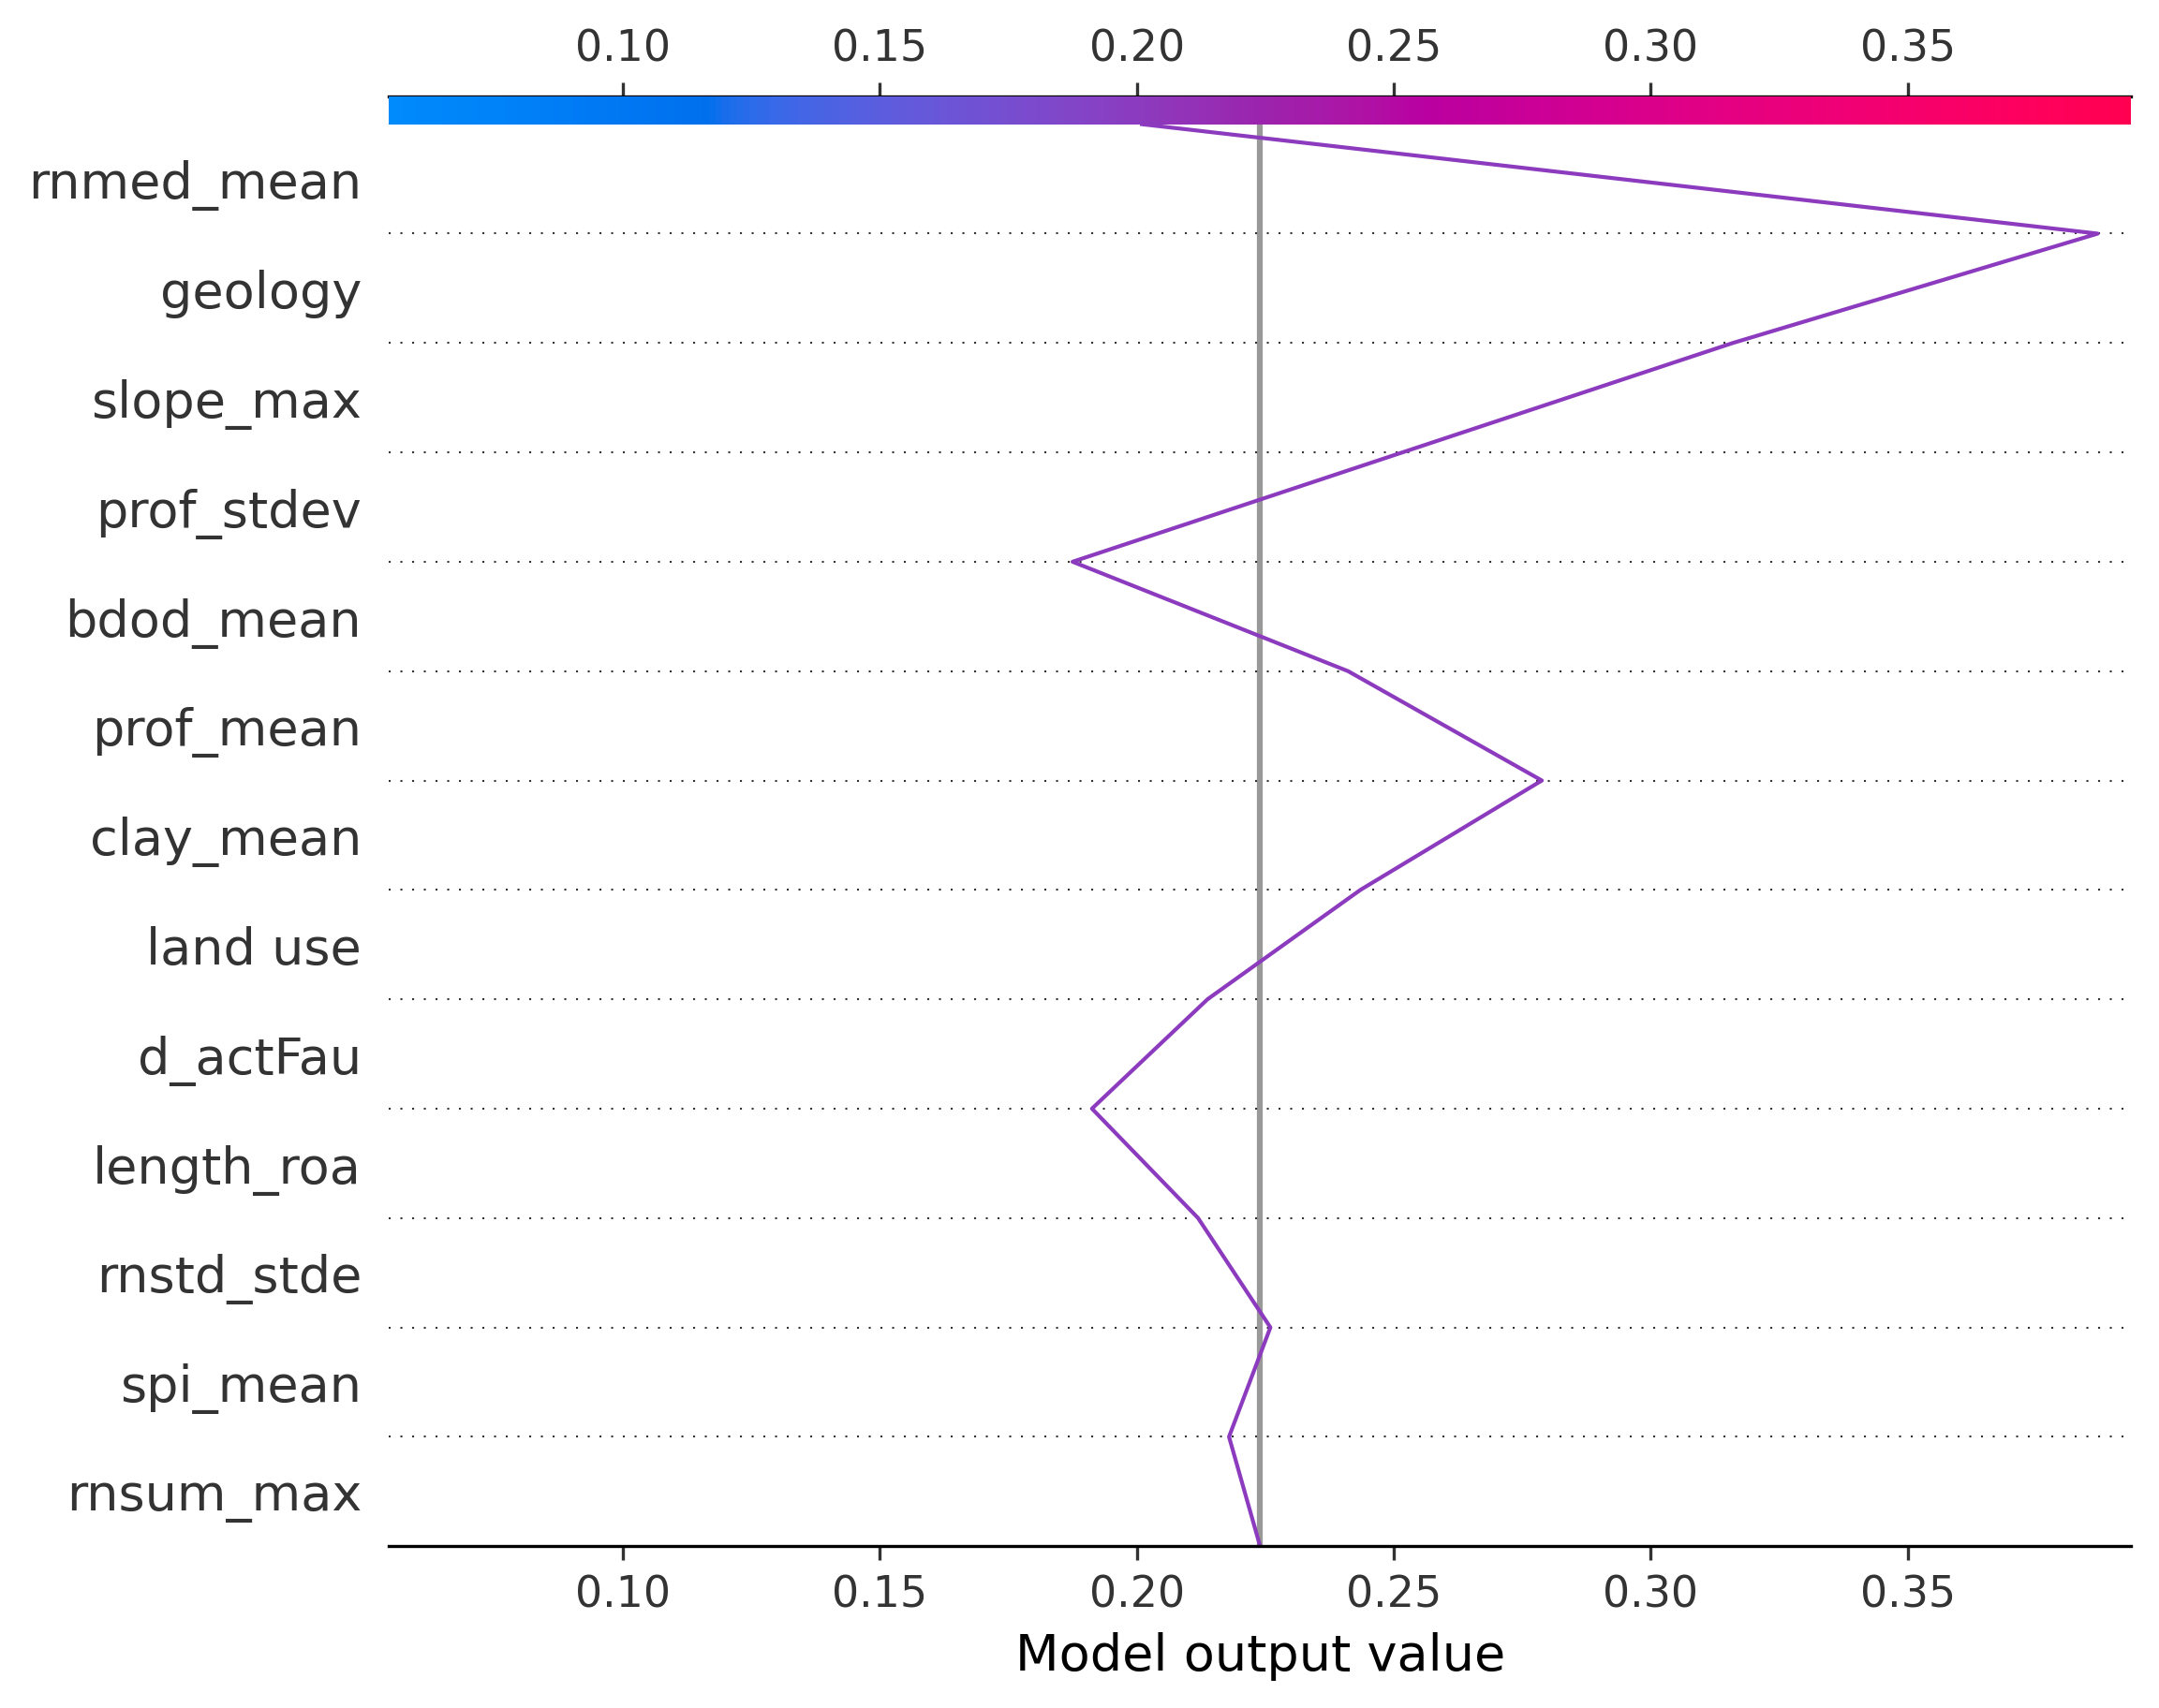 0.10 0.15 0.20 0.25 0.30 0.35
rnmed_mean
geology
slope_max
prof_stdev
bdod_mean
prof_mean
clay_mean
land use
d_actFau
length_roa
rnstd_stde
spi_mean
rnsum_max
0.10 0.15 0.20 0.25 0.30 0.35
Model output value